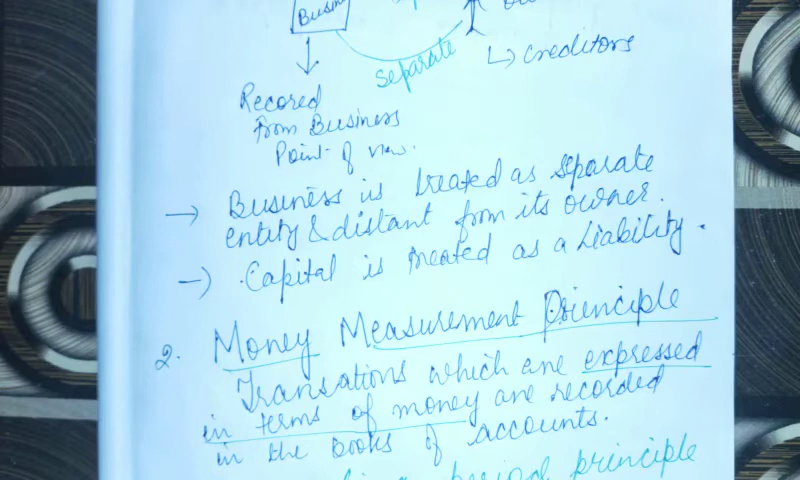 Busin
Separate
↳ Creditors
Recored
From Business
Point of view.
→ Business is treated as separate
entity & distant from its owner.
→ Capital is treated as a Liability.
2. Money Measurement Principle
Transations which are expressed
in terms of money are recorded
in the books of accounts.
period principle